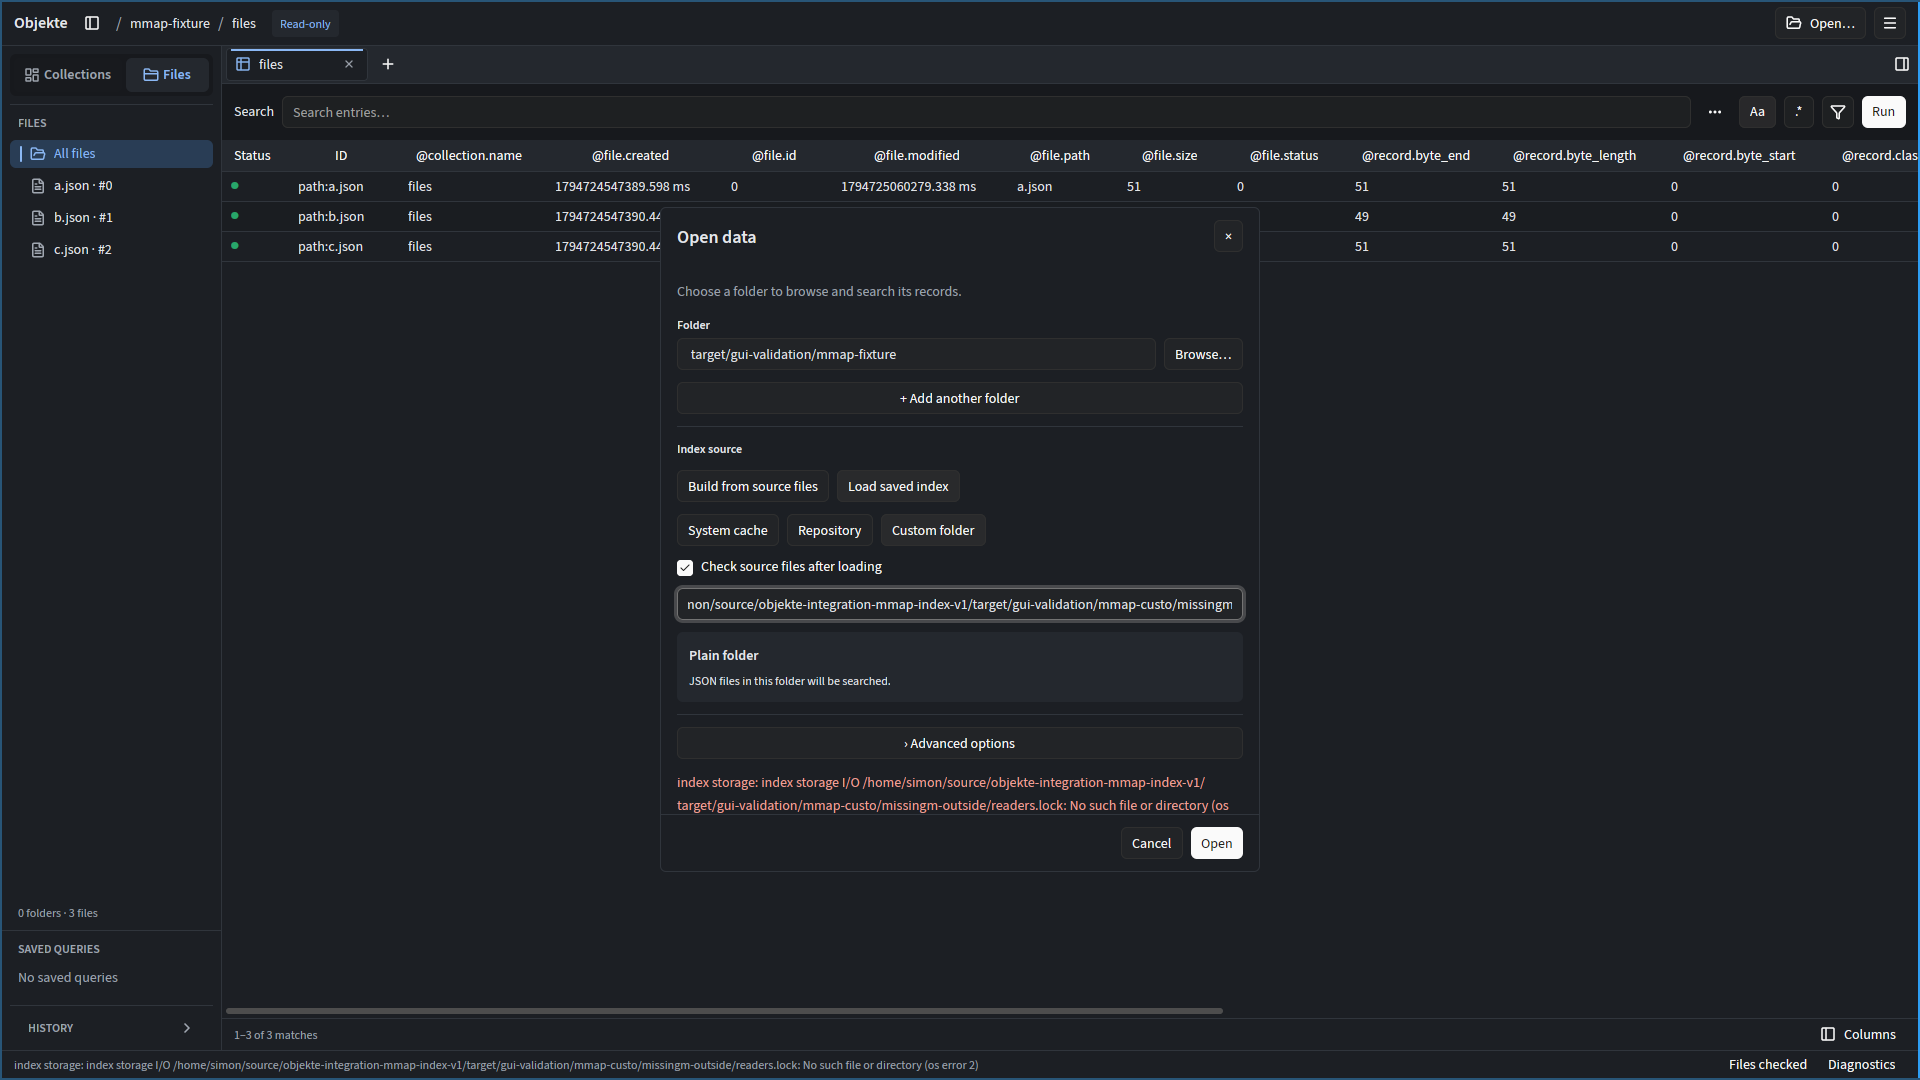 Objekte / mmap-fixture / files Read-only Open… 
Collections Files
files
Search Search entries… Aa .* Run
FILES
All files
a.json · #0
b.json · #1
c.json · #2
Status ID @collection.name @file.created @file.id @file.modified @file.path @file.size @file.status @record.byte_end @record.byte_length @record.byte_start @record.clas
path:a.json files 1794724547389.598 ms 0 1794725060279.338 ms a.json 51 0 51 51 0 0
path:b.json files 1794724547390.44 49 49 0 0
path:c.json files 1794724547390.44 51 51 0 0
Open data
Choose a folder to browse and search its records.
Folder
target/gui-validation/mmap-fixture Browse…
+ Add another folder
Index source
Build from source files Load saved index
System cache Repository Custom folder
Check source files after loading
non/source/objekte-integration-mmap-index-v1/target/gui-validation/mmap-custo/missingm
Plain folder
JSON files in this folder will be searched.
› Advanced options
index storage: index storage I/O /home/simon/source/objekte-integration-mmap-index-v1/
target/gui-validation/mmap-custo/missingm-outside/readers.lock: No such file or directory (os
Cancel Open
0 folders · 3 files
SAVED QUERIES
No saved queries
HISTORY
1–3 of 3 matches Columns
index storage: index storage I/O /home/simon/source/objekte-integration-mmap-index-v1/target/gui-validation/mmap-custo/missingm-outside/readers.lock: No such file or directory (os error 2) Files checked Diagnostics